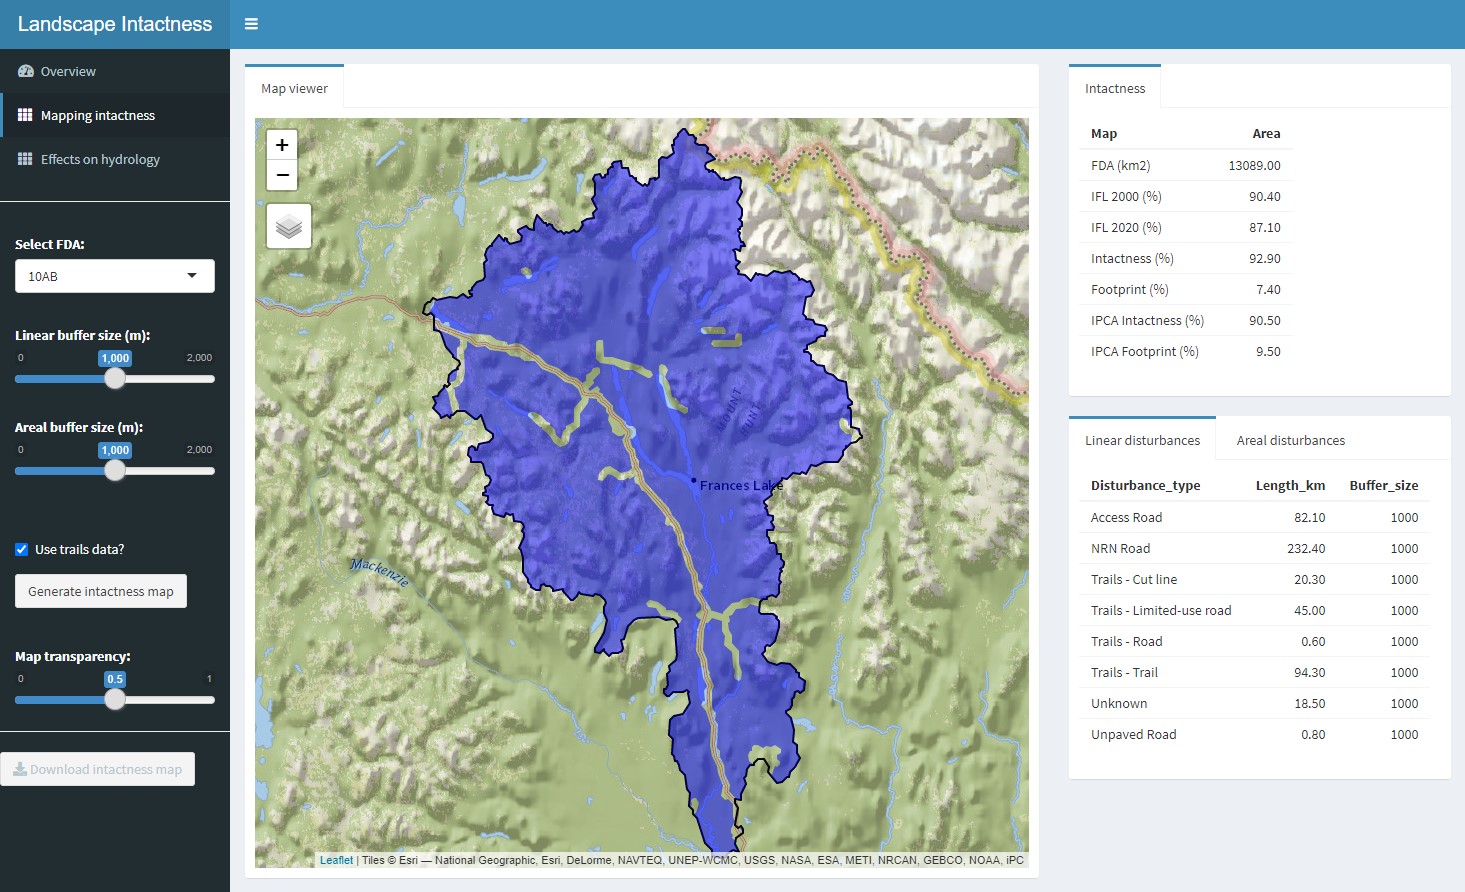 Landscape Intactness
Overview
Mapping intactness
Effects on hydrology
Select FDA:
10AB
Linear buffer size (m):
0 1,000 2,000
Areal buffer size (m):
0 1,000 2,000
Use trails data?
Generate intactness map
Map transparency:
0 0.5 1
Download intactness map
Map viewer
+
−
MOUNT
UNT
Frances Lake
Mackenzie
Leaflet | Tiles © Esri — National Geographic, Esri, DeLorme, NAVTEQ, UNEP-WCMC, USGS, NASA, ESA, METI, NRCAN, GEBCO, NOAA, iPC
Intactness
Map Area
FDA (km2) 13089.00
IFL 2000 (%) 90.40
IFL 2020 (%) 87.10
Intactness (%) 92.90
Footprint (%) 7.40
IPCA Intactness (%) 90.50
IPCA Footprint (%) 9.50
Linear disturbances Areal disturbances
Disturbance_type Length_km Buffer_size
Access Road 82.10 1000
NRN Road 232.40 1000
Trails - Cut line 20.30 1000
Trails - Limited-use road 45.00 1000
Trails - Road 0.60 1000
Trails - Trail 94.30 1000
Unknown 18.50 1000
Unpaved Road 0.80 1000